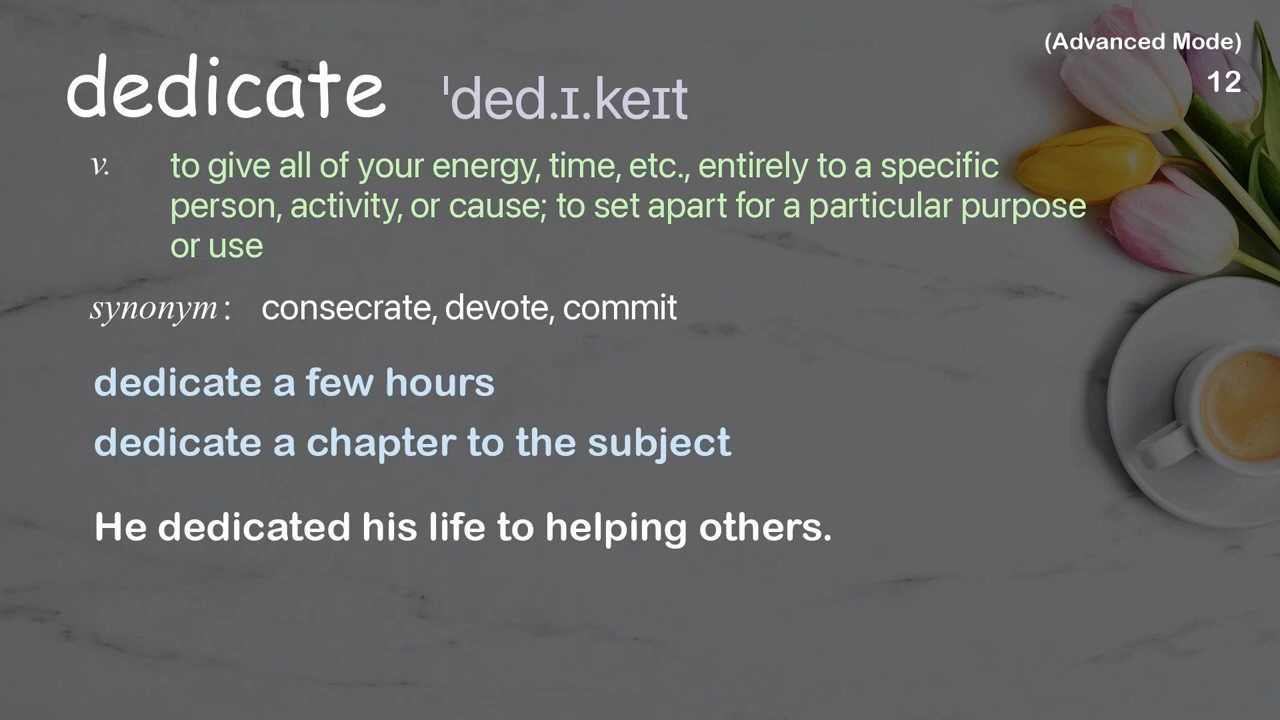 (Advanced Mode)
12
dedicate ˈded.ɪ.keɪt
v. to give all of your energy, time, etc., entirely to a specific
person, activity, or cause; to set apart for a particular purpose
or use
synonym: consecrate, devote, commit
dedicate a few hours
dedicate a chapter to the subject
He dedicated his life to helping others.